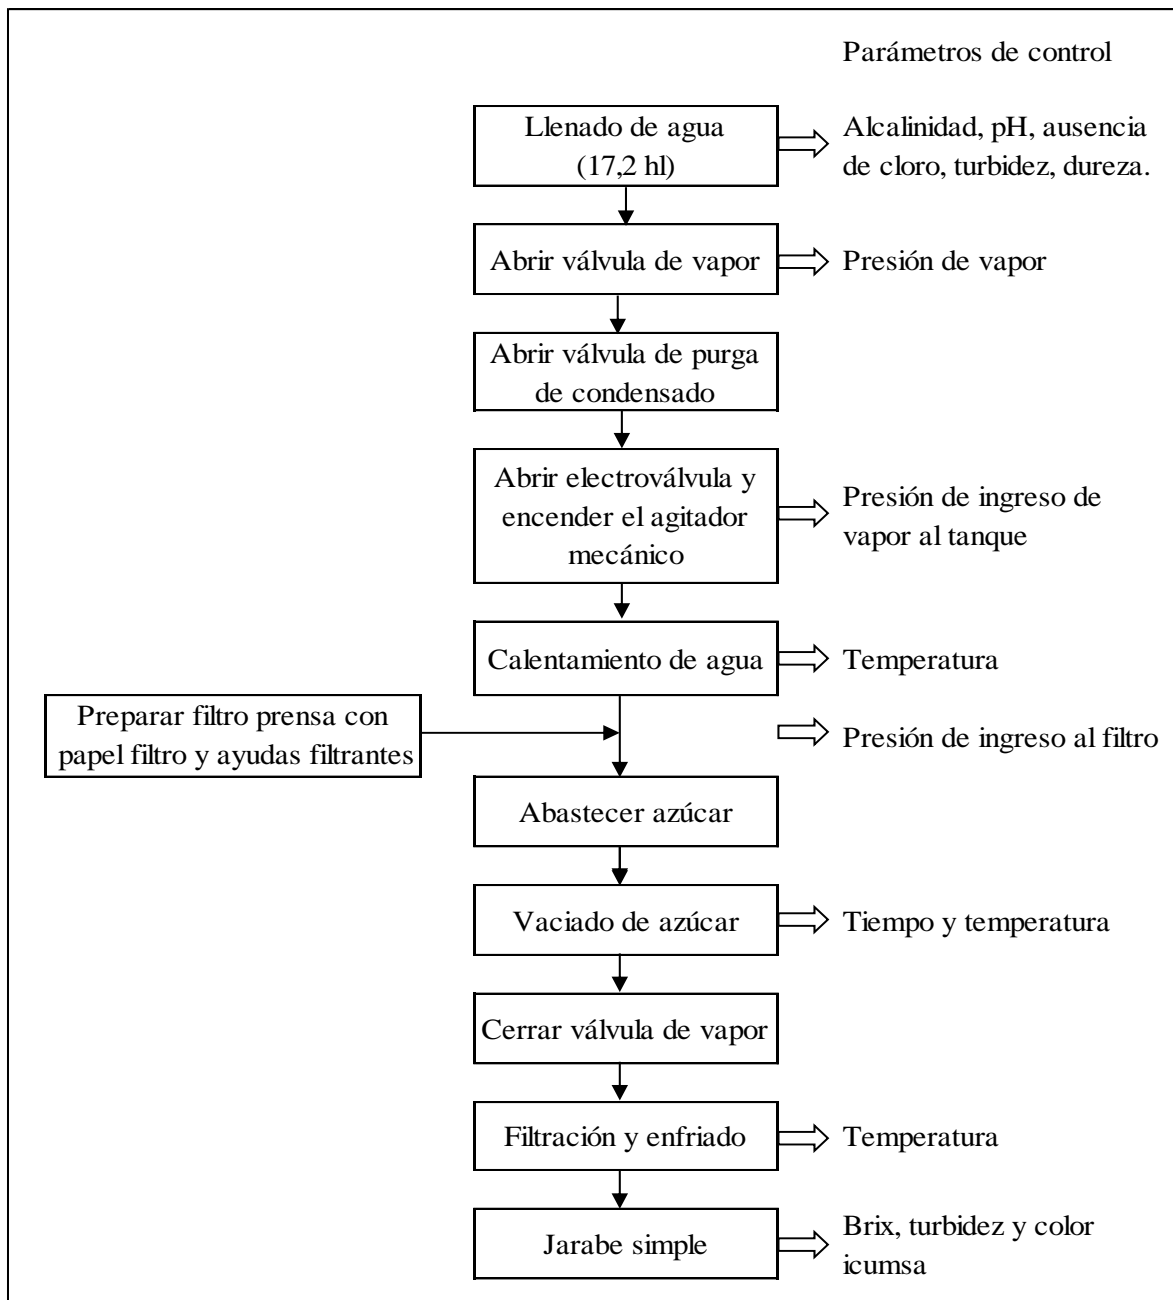 Parámetros de control
Llenado de agua
(17,2 hl)
Alcalinidad, pH, ausencia
de cloro, turbidez, dureza.
Abrir válvula de vapor
Presión de vapor
Abrir válvula de purga
de condensado
Abrir electroválvula y
encender el agitador
mecánico
Presión de ingreso de
vapor al tanque
Calentamiento de agua
Temperatura
Preparar filtro prensa con
papel filtro y ayudas filtrantes
Presión de ingreso al filtro
Abastecer azúcar
Vaciado de azúcar
Tiempo y temperatura
Cerrar válvula de vapor
Filtración y enfriado
Temperatura
Jarabe simple
Brix, turbidez y color
icumsa